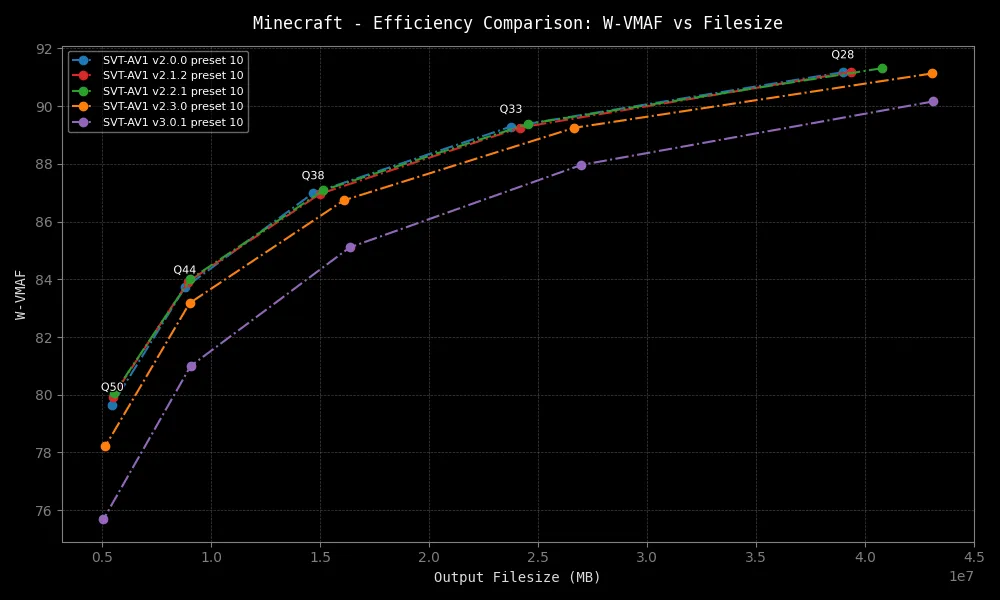 Minecraft - Efficiency Comparison: W-VMAF vs Filesize
SVT-AV1 v2.0.0 preset 10
SVT-AV1 v2.1.2 preset 10
SVT-AV1 v2.2.1 preset 10
SVT-AV1 v2.3.0 preset 10
SVT-AV1 v3.0.1 preset 10
92
90
88
86
84
82
80
78
76
W-VMAF
Q28
Q33
Q38
Q44
Q50
0.5 1.0 1.5 2.0 2.5 3.0 3.5 4.0 4.5
1e7
Output Filesize (MB)